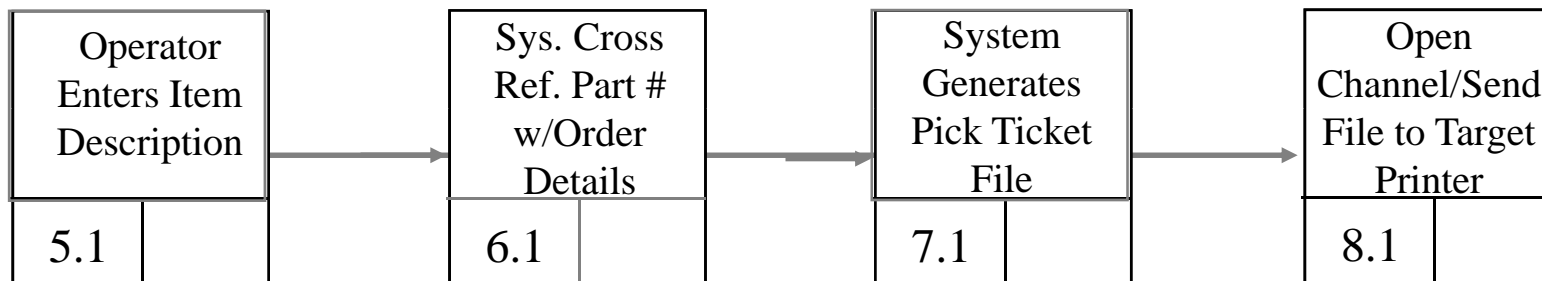 Operator
Enters Item
Description
5.1
Sys. Cross
Ref. Part #
w/Order
Details
6.1
System
Generates
Pick Ticket
File
7.1
Open
Channel/Send
File to Target
Printer
8.1